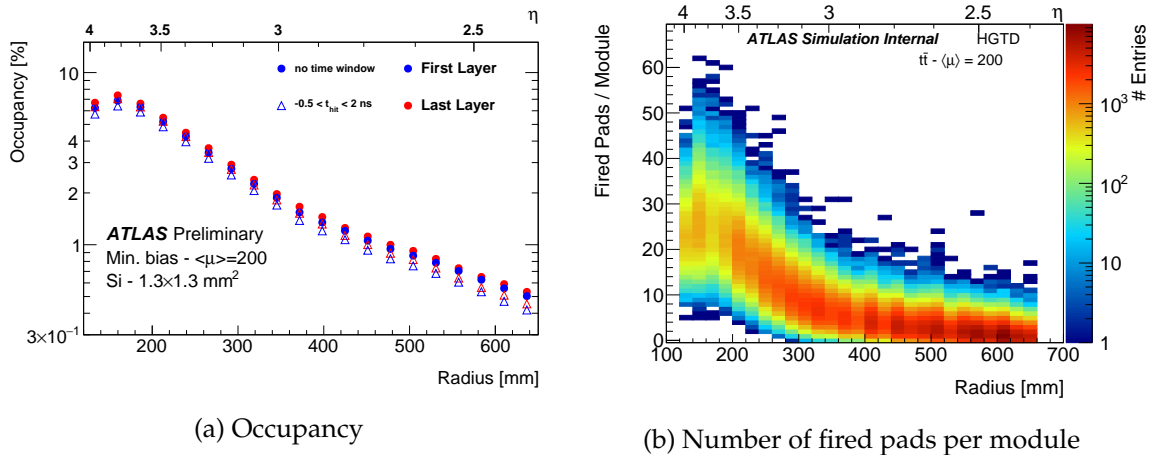 4 3.5 3 2.5 η
Occupancy [%]
10
4
3
2
1
3×10⁻¹
no time window
First Layer
-0.5 < t_hit < 2 ns
Last Layer
ATLAS Preliminary
Min. bias - <μ>=200
Si - 1.3×1.3 mm²
200 300 400 500 600
Radius [mm]
(a) Occupancy
4 3.5 3 2.5 η
Fired Pads / Module
ATLAS Simulation Internal HGTD
tt̄ - ⟨μ⟩ = 200
60
50
40
30
20
10
0
100 200 300 400 500 600 700
Radius [mm]
# Entries
10³
10²
10
1
(b) Number of fired pads per module